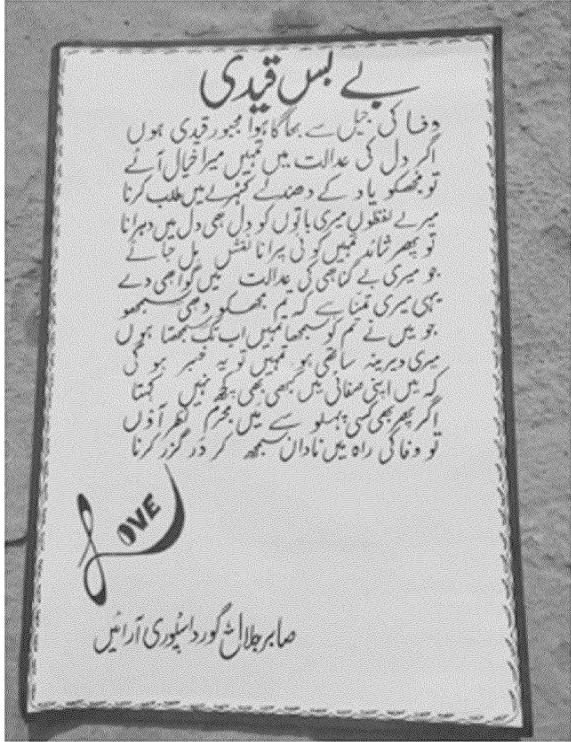 بے بس قیدی
وفا کی جیل سے بھاگا ہوا مجبور قیدی ہوں
اگر دل کی عدالت میں تمہیں میرا خیال آئے
تو مجھکو یاد کے دھندلے کٹہرے میں طلب کرنا
میرے لفظوں میری باتوں کو دل ہی دل میں دہرانا
تو پھر شائد تمہیں کوئی پرانا نقش مل جائے
جو میری بے گناہی کی عدالت میں گواہی دے
یہی میری تمنا ہے کہ تم مجھکو وہی سمجھو
جو میں نے تم کو سمجھا تمہیں اب تک سمجھتا ہوں
میری دیرینہ ساتھی ہو تمہیں تو یہ خبر ہو گی
کہ میں اپنی صفائی میں کبھی بھی کچھ نہیں کہتا
اگر پھر بھی کسی پہلو سے میں مجرم نظر آؤں
تو وفا کی راہ میں نادان سمجھ کر در گزر کرنا
LOVE
صابر جلال گورداسپوری آرائیں